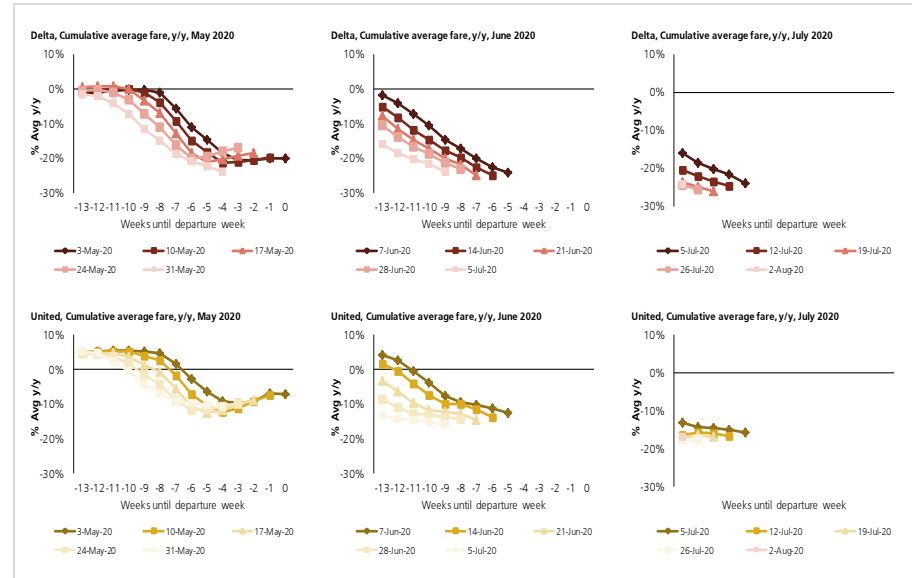 Delta, Cumulative average fare, y/y, May 2020
10%
0%
-10%
-20%
-30%
% Avg y/y
-13 -12 -11 -10 -9 -8 -7 -6 -5 -4 -3 -2 -1 0
Weeks until departure week
3-May-20 10-May-20 17-May-20
24-May-20 31-May-20
Delta, Cumulative average fare, y/y, June 2020
10%
0%
-10%
-20%
-30%
% Avg y/y
-13 -12 -11 -10 -9 -8 -7 -6 -5 -4 -3 -2 -1 0
Weeks until departure week
7-Jun-20 14-Jun-20 21-Jun-20
28-Jun-20 5-Jul-20
Delta, Cumulative average fare, y/y, July 2020
10%
0%
-10%
-20%
-30%
% Avg y/y
Weeks until departure week
5-Jul-20 12-Jul-20 19-Jul-20
26-Jul-20 2-Aug-20
United, Cumulative average fare, y/y, May 2020
10%
0%
-10%
-20%
-30%
% Avg y/y
-13 -12 -11 -10 -9 -8 -7 -6 -5 -4 -3 -2 -1 0
Weeks until departure week
3-May-20 10-May-20 17-May-20
24-May-20 31-May-20
United, Cumulative average fare, y/y, June 2020
10%
0%
-10%
-20%
-30%
% Avg y/y
-13 -12 -11 -10 -9 -8 -7 -6 -5 -4 -3 -2 -1 0
Weeks until departure week
7-Jun-20 14-Jun-20 21-Jun-20
28-Jun-20 5-Jul-20
United, Cumulative average fare, y/y, July 2020
10%
0%
-10%
-20%
-30%
% Avg y/y
Weeks until departure week
5-Jul-20 12-Jul-20 19-Jul-20
26-Jul-20 2-Aug-20